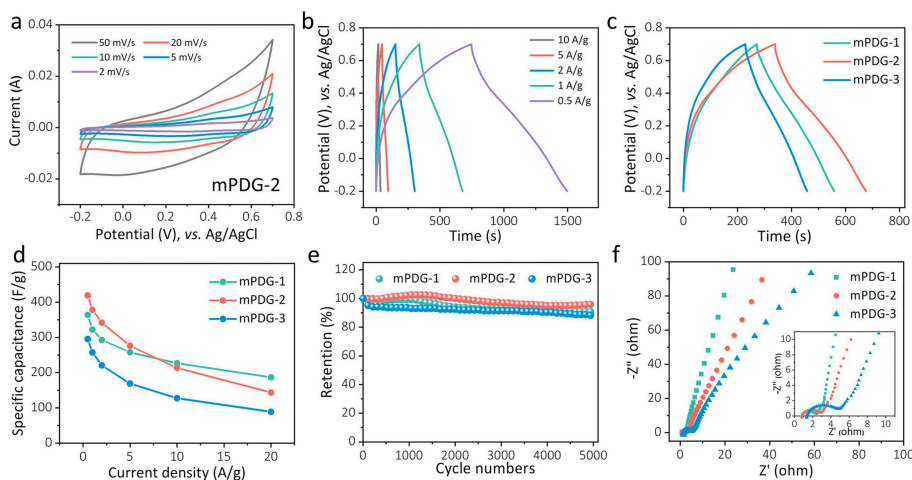 a
Current (A)
0.04
0.02
0.00
-0.02
50 mV/s
20 mV/s
10 mV/s
5 mV/s
2 mV/s
mPDG-2
-0.2 0.0 0.2 0.4 0.6 0.8
Potential (V), vs. Ag/AgCl
b
Potential (V), vs. Ag/AgCl
0.8
0.6
0.4
0.2
0.0
-0.2
10 A/g
5 A/g
2 A/g
1 A/g
0.5 A/g
0 500 1000 1500
Time (s)
c
Potential (V), vs. Ag/AgCl
0.8
0.4
0.0
-0.2
mPDG-1
mPDG-2
mPDG-3
0 200 400 600 800
Time (s)
d
Specific capacitance (F/g)
500
400
300
200
100
0
mPDG-1
mPDG-2
mPDG-3
0 5 10 15 20
Current density (A/g)
e
Retention (%)
120
100
80
60
40
20
0
mPDG-1
mPDG-2
mPDG-3
0 1000 2000 3000 4000 5000
Cycle numbers
f
-Z" (ohm)
100
80
60
40
20
0
mPDG-1
mPDG-2
mPDG-3
-Z" (ohm)
10
8
6
4
2
0
0 2 4 6 8 10
Z' (ohm)
0 20 40 60 80 100
Z' (ohm)